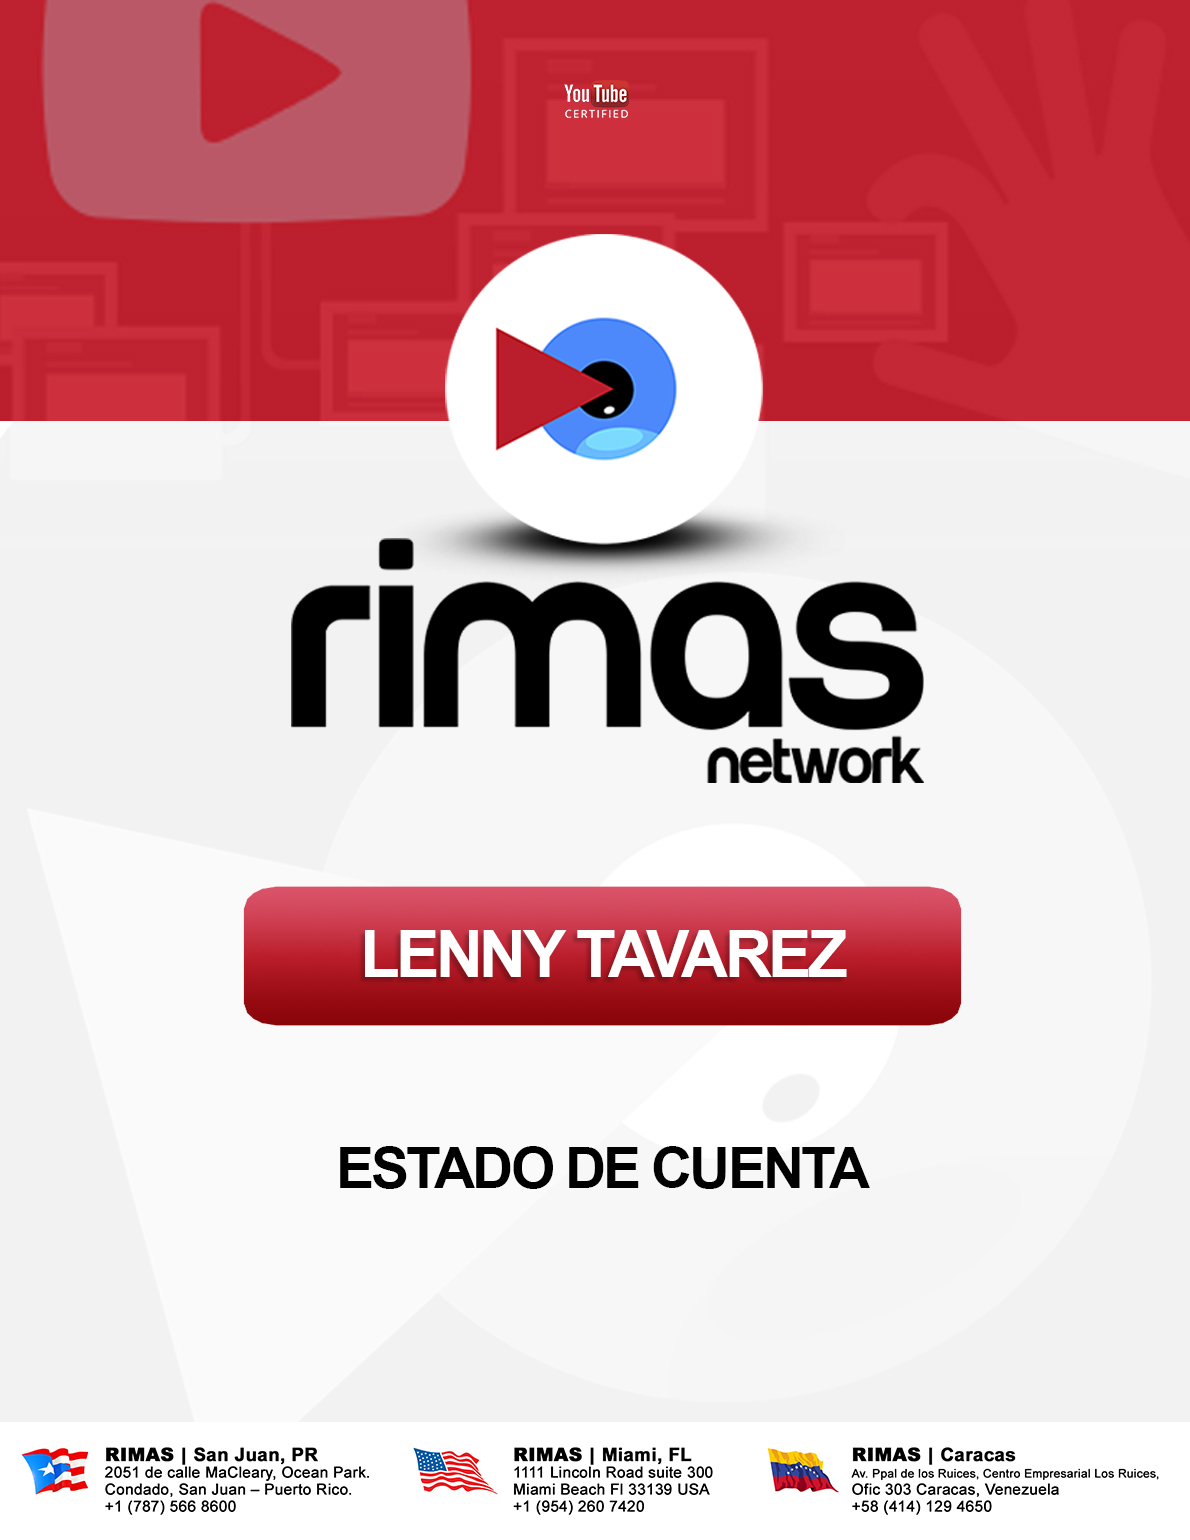 You Tube
CERTIFIED
rimas
network
LENNY TAVAREZ
ESTADO DE CUENTA
RIMAS | San Juan, PR
2051 de calle MaCleary, Ocean Park.
Condado, San Juan – Puerto Rico.
+1 (787) 566 8600
RIMAS | Miami, FL
1111 Lincoln Road suite 300
Miami Beach Fl 33139 USA
+1 (954) 260 7420
RIMAS | Caracas
Av. Ppal de los Ruices, Centro Empresarial Los Ruices,
Ofic 303 Caracas, Venezuela
+58 (414) 129 4650